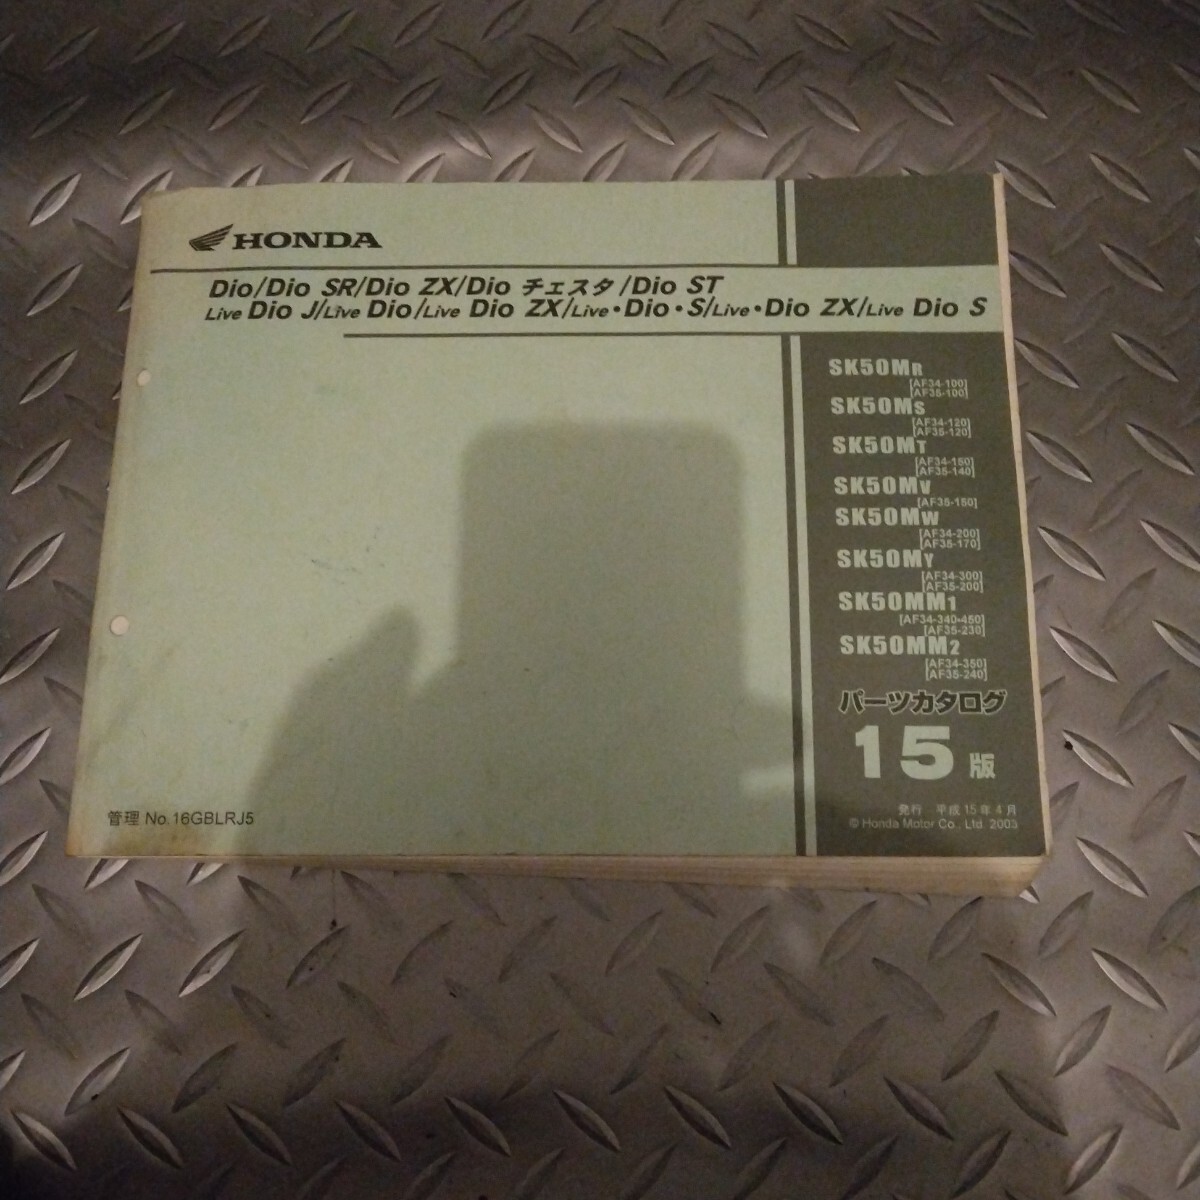 HONDA
Dio/Dio SR/Dio ZX/Dio チェスタ/Dio ST
Live Dio J/Live Dio/Live Dio ZX/Live・Dio・S/Live・Dio ZX/Live Dio S
SK50MR
[AF34-100]
[AF35-100]
SK50MS
[AF34-120]
[AF35-120]
SK50MT
[AF34-150]
[AF35-140]
SK50MV
[AF35-150]
SK50MW
[AF34-200]
[AF35-170]
SK50MY
[AF34-300]
[AF35-200]
SK50MM1
[AF34-340・450]
[AF35-230]
SK50MM2
[AF34-350]
[AF35-240]
パーツカタログ
15版
発行 平成15年4月
© Honda Motor Co., Ltd. 2003
管理 No.16GBLRJ5